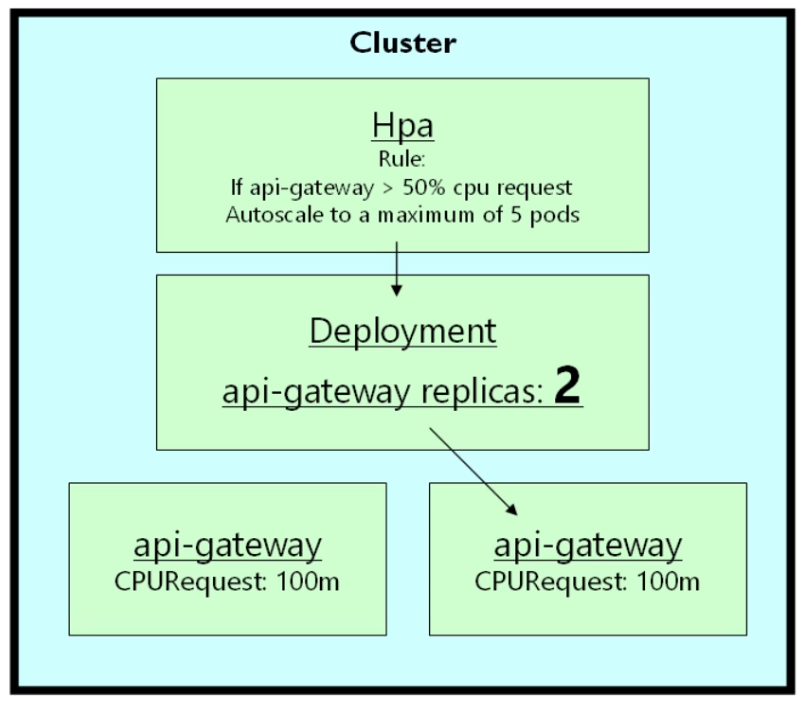 Cluster
Hpa
Rule:
If api-gateway > 50% cpu request
Autoscale to a maximum of 5 pods
Deployment
api-gateway replicas: 2
api-gateway
CPURequest: 100m
api-gateway
CPURequest: 100m